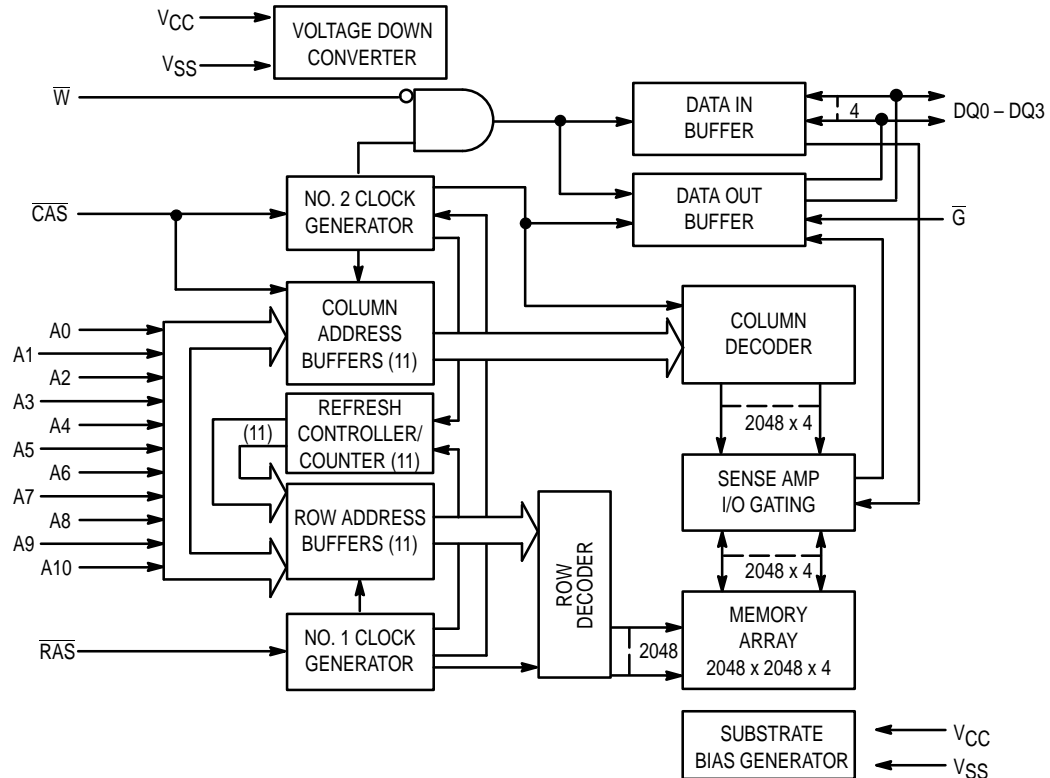 VCC
VSS
VOLTAGE DOWN
CONVERTER
W̅
DATA IN
BUFFER
4
DQ0 – DQ3
C̅A̅S̅
NO. 2 CLOCK
GENERATOR
DATA OUT
BUFFER
G̅
COLUMN
ADDRESS
BUFFERS (11)
COLUMN
DECODER
A0
A1
A2
A3
A4
A5
A6
A7
A8
A9
A10
2048 x 4
(11)
REFRESH
CONTROLLER/
COUNTER (11)
SENSE AMP
I/O GATING
ROW ADDRESS
BUFFERS (11)
ROW
DECODER
2048 x 4
R̅A̅S̅
NO. 1 CLOCK
GENERATOR
2048
MEMORY
ARRAY
2048 x 2048 x 4
SUBSTRATE
BIAS GENERATOR
VCC
VSS